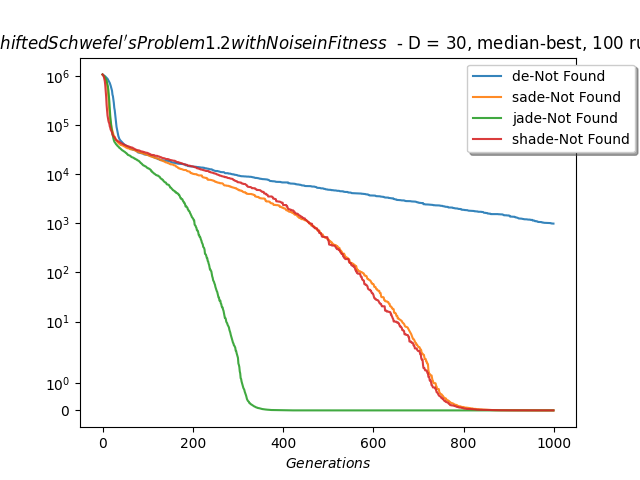 hiftedSchwefel'sProblem1.2withNoiseinFitness - D = 30, median-best, 100 ru
10^6
10^5
10^4
10^3
10^2
10^1
10^0
0
de-Not Found
sade-Not Found
jade-Not Found
shade-Not Found
0 200 400 600 800 1000
Generations